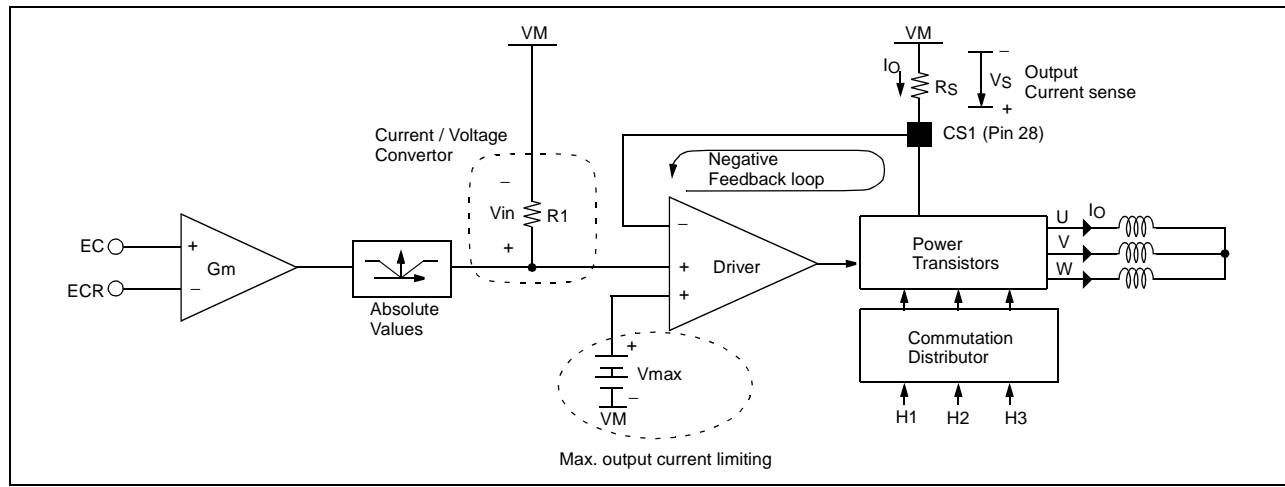 VM
VM
IO
RS
VS
−
+
Output
Current sense
CS1 (Pin 28)
Current / Voltage
Convertor
Negative
Feedback loop
−
Vin
+
R1
EC
ECR
+
−
Gm
Absolute
Values
−
+
+
Driver
Power
Transistors
U
V
W
IO
Commutation
Distributor
H1
H2
H3
+
Vmax
−
VM
Max. output current limiting